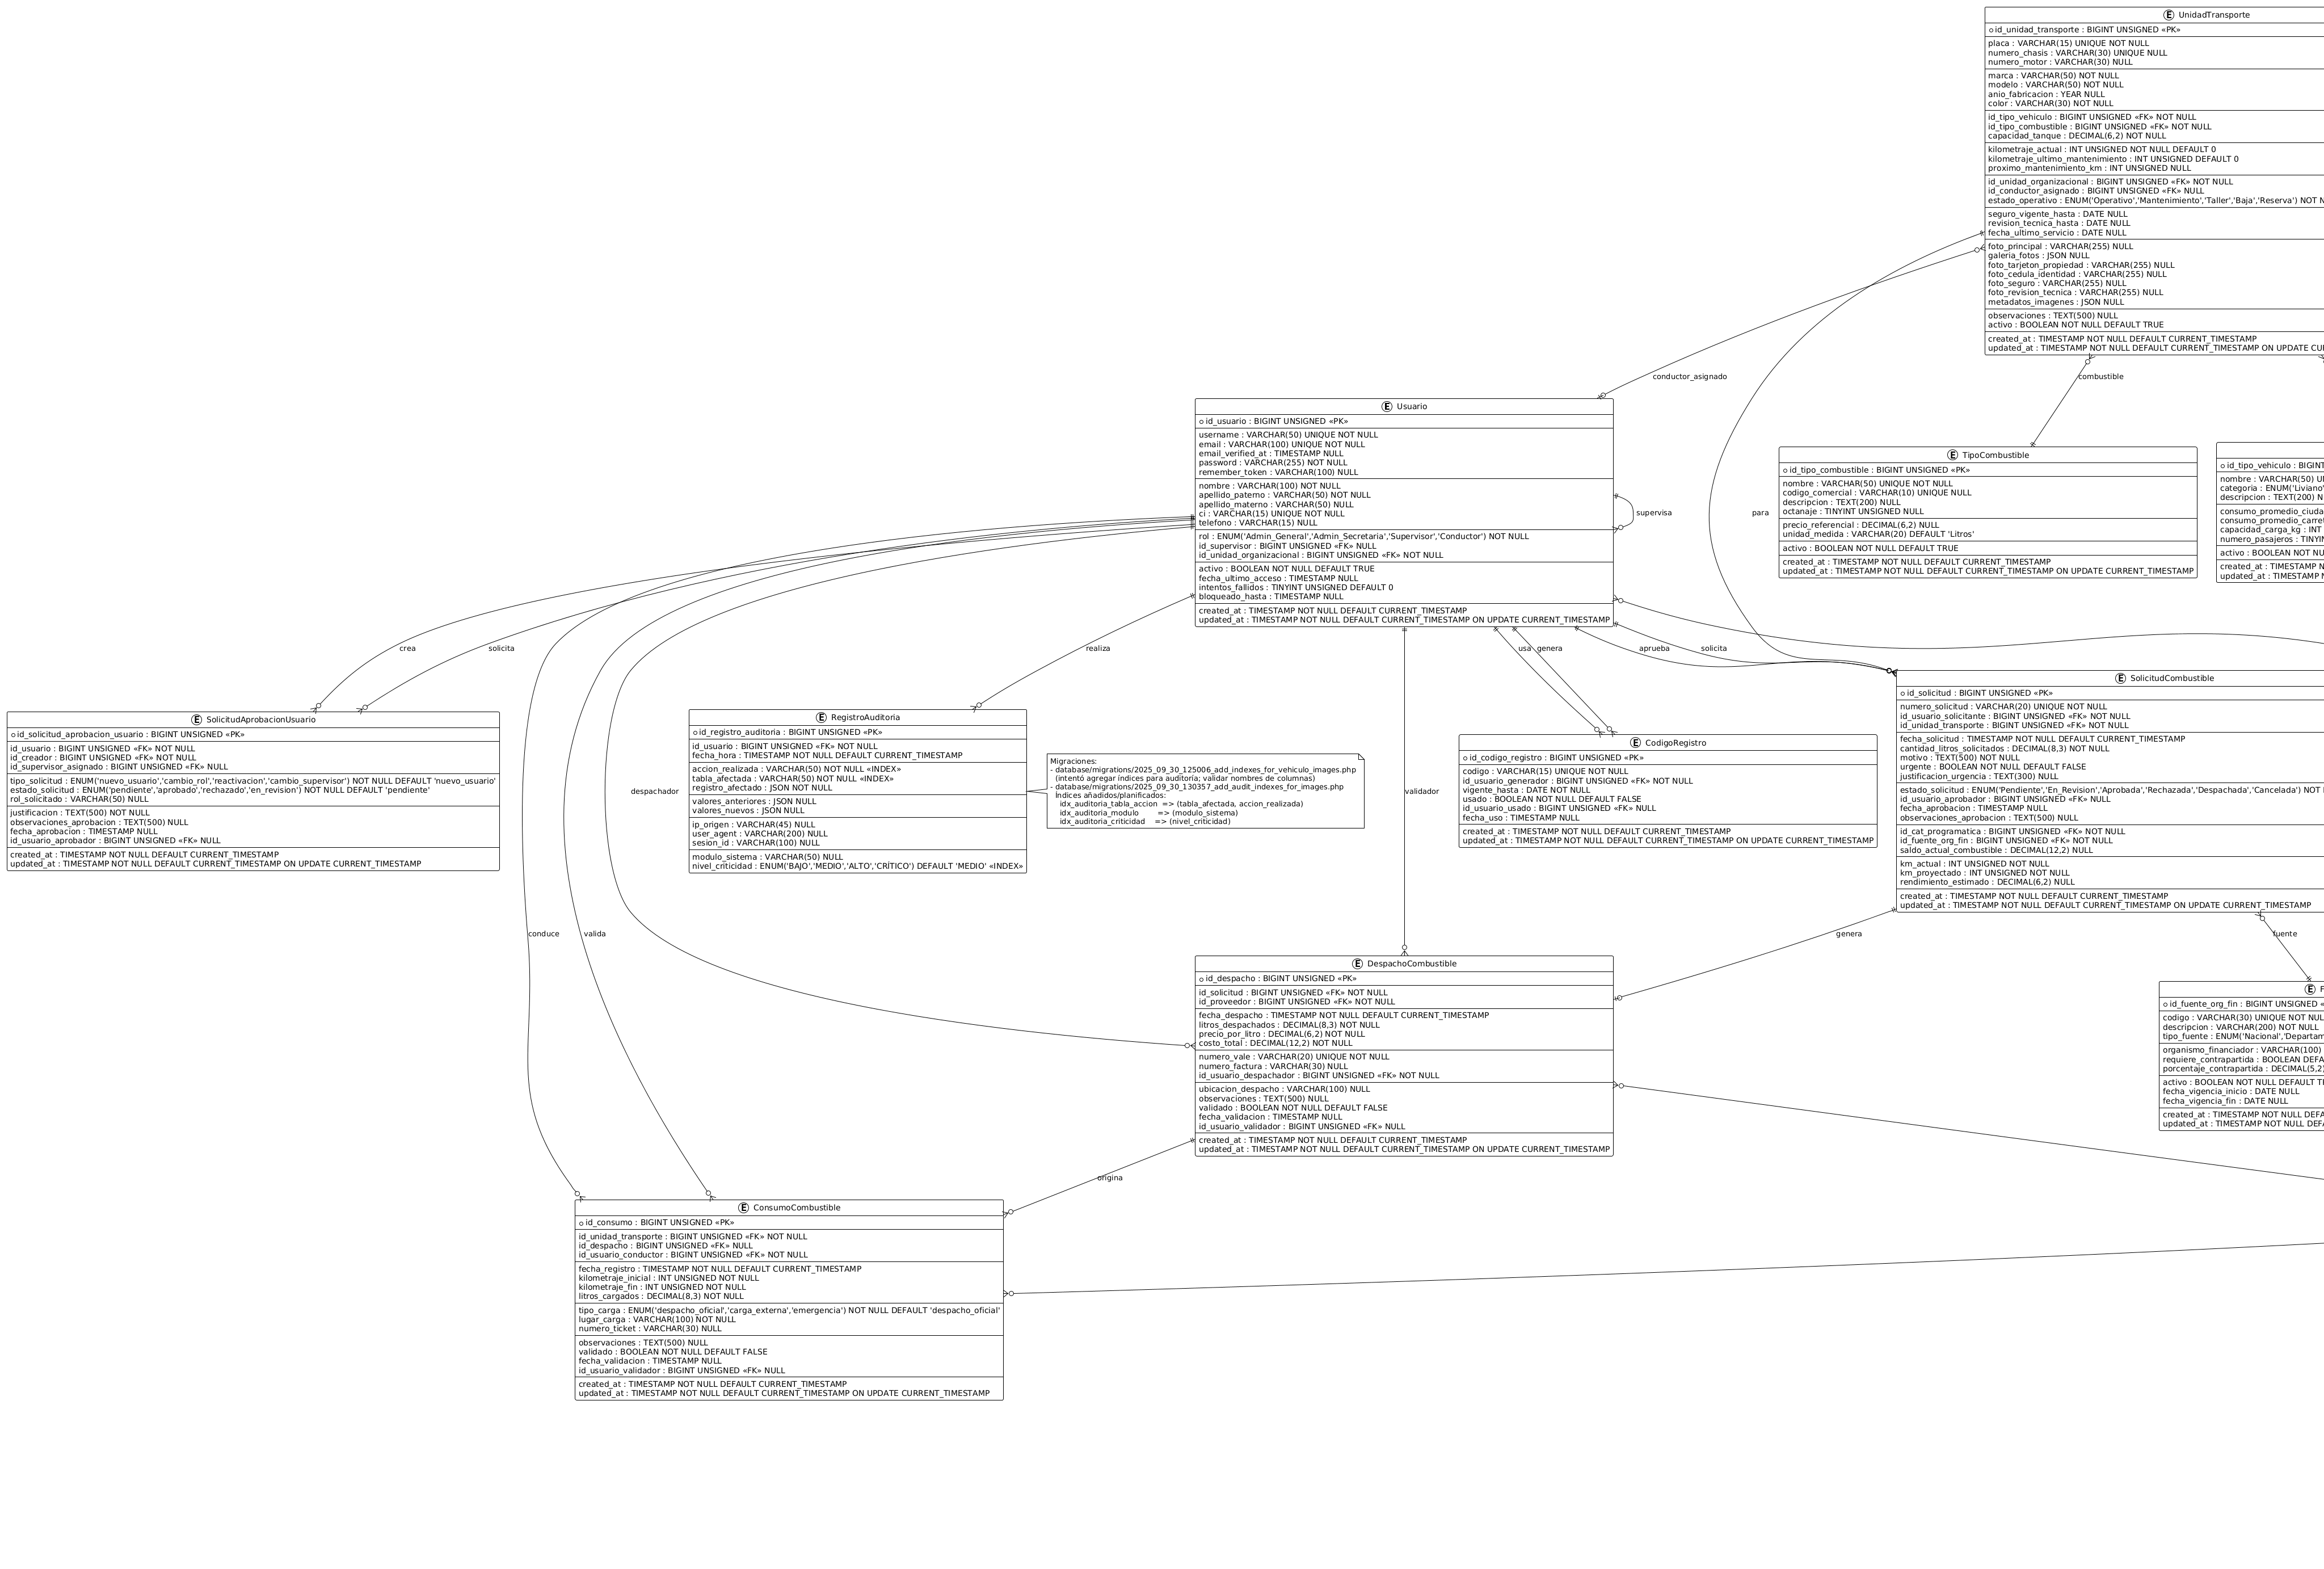 UnidadTransporte
id_unidad_transporte : BIGINT UNSIGNED «PK»
placa : VARCHAR(15) UNIQUE NOT NULL
numero_chasis : VARCHAR(30) UNIQUE NULL
numero_motor : VARCHAR(30) NULL
marca : VARCHAR(50) NOT NULL
modelo : VARCHAR(50) NOT NULL
anio_fabricacion : YEAR NULL
color : VARCHAR(30) NOT NULL
id_tipo_vehiculo : BIGINT UNSIGNED «FK» NOT NULL
id_tipo_combustible : BIGINT UNSIGNED «FK» NOT NULL
capacidad_tanque : DECIMAL(6,2) NOT NULL
kilometraje_actual : INT UNSIGNED NOT NULL DEFAULT 0
kilometraje_ultimo_mantenimiento : INT UNSIGNED DEFAULT 0
proximo_mantenimiento_km : INT UNSIGNED NULL
id_unidad_organizacional : BIGINT UNSIGNED «FK» NOT NULL
id_conductor_asignado : BIGINT UNSIGNED «FK» NULL
estado_operativo : ENUM('Operativo','Mantenimiento','Taller','Baja','Reserva') NOT N
seguro_vigente_hasta : DATE NULL
revision_tecnica_hasta : DATE NULL
fecha_ultimo_servicio : DATE NULL
foto_principal : VARCHAR(255) NULL
galeria_fotos : JSON NULL
foto_tarjeton_propiedad : VARCHAR(255) NULL
foto_cedula_identidad : VARCHAR(255) NULL
foto_seguro : VARCHAR(255) NULL
foto_revision_tecnica : VARCHAR(255) NULL
metadatos_imagenes : JSON NULL
observaciones : TEXT(500) NULL
activo : BOOLEAN NOT NULL DEFAULT TRUE
created_at : TIMESTAMP NOT NULL DEFAULT CURRENT_TIMESTAMP
updated_at : TIMESTAMP NOT NULL DEFAULT CURRENT_TIMESTAMP ON UPDATE CU
conductor_asignado
combustible
Usuario
id_usuario : BIGINT UNSIGNED «PK»
username : VARCHAR(50) UNIQUE NOT NULL
email : VARCHAR(100) UNIQUE NOT NULL
email_verified_at : TIMESTAMP NULL
password : VARCHAR(255) NOT NULL
remember_token : VARCHAR(100) NULL
nombre : VARCHAR(100) NOT NULL
apellido_paterno : VARCHAR(50) NOT NULL
apellido_materno : VARCHAR(50) NULL
ci : VARCHAR(15) UNIQUE NOT NULL
telefono : VARCHAR(15) NULL
rol : ENUM('Admin_General','Admin_Secretaria','Supervisor','Conductor') NOT NULL
id_supervisor : BIGINT UNSIGNED «FK» NULL
id_unidad_organizacional : BIGINT UNSIGNED «FK» NOT NULL
activo : BOOLEAN NOT NULL DEFAULT TRUE
fecha_ultimo_acceso : TIMESTAMP NULL
intentos_fallidos : TINYINT UNSIGNED DEFAULT 0
bloqueado_hasta : TIMESTAMP NULL
created_at : TIMESTAMP NOT NULL DEFAULT CURRENT_TIMESTAMP
updated_at : TIMESTAMP NOT NULL DEFAULT CURRENT_TIMESTAMP ON UPDATE CURRENT_TIMESTAMP
supervisa
para
TipoCombustible
id_tipo_combustible : BIGINT UNSIGNED «PK»
nombre : VARCHAR(50) UNIQUE NOT NULL
codigo_comercial : VARCHAR(10) UNIQUE NULL
descripcion : TEXT(200) NULL
octanaje : TINYINT UNSIGNED NULL
precio_referencial : DECIMAL(6,2) NULL
unidad_medida : VARCHAR(20) DEFAULT 'Litros'
activo : BOOLEAN NOT NULL DEFAULT TRUE
created_at : TIMESTAMP NOT NULL DEFAULT CURRENT_TIMESTAMP
updated_at : TIMESTAMP NOT NULL DEFAULT CURRENT_TIMESTAMP ON UPDATE CURRENT_TIMESTAMP
id_tipo_vehiculo : BIGINT
nombre : VARCHAR(50) U
categoria : ENUM('Liviano'
descripcion : TEXT(200) N
consumo_promedio_ciuda
consumo_promedio_carret
capacidad_carga_kg : INT
numero_pasajeros : TINYIN
activo : BOOLEAN NOT NU
created_at : TIMESTAMP N
updated_at : TIMESTAMP N
crea
solicita
realiza
usa
genera
aprueba
solicita
SolicitudAprobacionUsuario
id_solicitud_aprobacion_usuario : BIGINT UNSIGNED «PK»
id_usuario : BIGINT UNSIGNED «FK» NOT NULL
id_creador : BIGINT UNSIGNED «FK» NOT NULL
id_supervisor_asignado : BIGINT UNSIGNED «FK» NULL
tipo_solicitud : ENUM('nuevo_usuario','cambio_rol','reactivacion','cambio_supervisor') NOT NULL DEFAULT 'nuevo_usuario'
estado_solicitud : ENUM('pendiente','aprobado','rechazado','en_revision') NOT NULL DEFAULT 'pendiente'
rol_solicitado : VARCHAR(50) NULL
justificacion : TEXT(500) NOT NULL
observaciones_aprobacion : TEXT(500) NULL
fecha_aprobacion : TIMESTAMP NULL
id_usuario_aprobador : BIGINT UNSIGNED «FK» NULL
created_at : TIMESTAMP NOT NULL DEFAULT CURRENT_TIMESTAMP
updated_at : TIMESTAMP NOT NULL DEFAULT CURRENT_TIMESTAMP ON UPDATE CURRENT_TIMESTAMP
despachador
RegistroAuditoria
id_registro_auditoria : BIGINT UNSIGNED «PK»
id_usuario : BIGINT UNSIGNED «FK» NOT NULL
fecha_hora : TIMESTAMP NOT NULL DEFAULT CURRENT_TIMESTAMP
accion_realizada : VARCHAR(50) NOT NULL «INDEX»
tabla_afectada : VARCHAR(50) NOT NULL «INDEX»
registro_afectado : JSON NOT NULL
valores_anteriores : JSON NULL
valores_nuevos : JSON NULL
ip_origen : VARCHAR(45) NULL
user_agent : VARCHAR(200) NULL
sesion_id : VARCHAR(100) NULL
modulo_sistema : VARCHAR(50) NULL
nivel_criticidad : ENUM('BAJO','MEDIO','ALTO','CRÍTICO') DEFAULT 'MEDIO' «INDEX»
Migraciones:
- database/migrations/2025_09_30_125006_add_indexes_for_vehiculo_images.php
(intentó agregar índices para auditoría; validar nombres de columnas)
- database/migrations/2025_09_30_130357_add_audit_indexes_for_images.php
Índices añadidos/planificados:
idx_auditoria_tabla_accion => (tabla_afectada, accion_realizada)
idx_auditoria_modulo => (modulo_sistema)
idx_auditoria_criticidad => (nivel_criticidad)
validador
CodigoRegistro
id_codigo_registro : BIGINT UNSIGNED «PK»
codigo : VARCHAR(15) UNIQUE NOT NULL
id_usuario_generador : BIGINT UNSIGNED «FK» NOT NULL
vigente_hasta : DATE NOT NULL
usado : BOOLEAN NOT NULL DEFAULT FALSE
id_usuario_usado : BIGINT UNSIGNED «FK» NULL
fecha_uso : TIMESTAMP NULL
created_at : TIMESTAMP NOT NULL DEFAULT CURRENT_TIMESTAMP
updated_at : TIMESTAMP NOT NULL DEFAULT CURRENT_TIMESTAMP ON UPDATE CURRENT_TIMESTAMP
SolicitudCombustible
id_solicitud : BIGINT UNSIGNED «PK»
numero_solicitud : VARCHAR(20) UNIQUE NOT NULL
id_usuario_solicitante : BIGINT UNSIGNED «FK» NOT NULL
id_unidad_transporte : BIGINT UNSIGNED «FK» NOT NULL
fecha_solicitud : TIMESTAMP NOT NULL DEFAULT CURRENT_TIMESTAMP
cantidad_litros_solicitados : DECIMAL(8,3) NOT NULL
motivo : TEXT(500) NOT NULL
urgente : BOOLEAN NOT NULL DEFAULT FALSE
justificacion_urgencia : TEXT(300) NULL
estado_solicitud : ENUM('Pendiente','En_Revision','Aprobada','Rechazada','Despachada','Cancelada') NOT
id_usuario_aprobador : BIGINT UNSIGNED «FK» NULL
fecha_aprobacion : TIMESTAMP NULL
observaciones_aprobacion : TEXT(500) NULL
id_cat_programatica : BIGINT UNSIGNED «FK» NOT NULL
id_fuente_org_fin : BIGINT UNSIGNED «FK» NOT NULL
saldo_actual_combustible : DECIMAL(12,2) NULL
km_actual : INT UNSIGNED NOT NULL
km_proyectado : INT UNSIGNED NOT NULL
rendimiento_estimado : DECIMAL(6,2) NULL
created_at : TIMESTAMP NOT NULL DEFAULT CURRENT_TIMESTAMP
updated_at : TIMESTAMP NOT NULL DEFAULT CURRENT_TIMESTAMP ON UPDATE CURRENT_TIMESTAMP
conduce
valida
genera
fuente
DespachoCombustible
id_despacho : BIGINT UNSIGNED «PK»
id_solicitud : BIGINT UNSIGNED «FK» NOT NULL
id_proveedor : BIGINT UNSIGNED «FK» NOT NULL
fecha_despacho : TIMESTAMP NOT NULL DEFAULT CURRENT_TIMESTAMP
litros_despachados : DECIMAL(8,3) NOT NULL
precio_por_litro : DECIMAL(6,2) NOT NULL
costo_total : DECIMAL(12,2) NOT NULL
numero_vale : VARCHAR(20) UNIQUE NOT NULL
numero_factura : VARCHAR(30) NULL
id_usuario_despachador : BIGINT UNSIGNED «FK» NOT NULL
ubicacion_despacho : VARCHAR(100) NULL
observaciones : TEXT(500) NULL
validado : BOOLEAN NOT NULL DEFAULT FALSE
fecha_validacion : TIMESTAMP NULL
id_usuario_validador : BIGINT UNSIGNED «FK» NULL
created_at : TIMESTAMP NOT NULL DEFAULT CURRENT_TIMESTAMP
updated_at : TIMESTAMP NOT NULL DEFAULT CURRENT_TIMESTAMP ON UPDATE CURRENT_TIMESTAMP
F
id_fuente_org_fin : BIGINT UNSIGNED «
codigo : VARCHAR(30) UNIQUE NOT NUL
descripcion : VARCHAR(200) NOT NULL
tipo_fuente : ENUM('Nacional','Departam
organismo_financiador : VARCHAR(100)
requiere_contrapartida : BOOLEAN DEFA
porcentaje_contrapartida : DECIMAL(5,2
activo : BOOLEAN NOT NULL DEFAULT T
fecha_vigencia_inicio : DATE NULL
fecha_vigencia_fin : DATE NULL
created_at : TIMESTAMP NOT NULL DEFA
updated_at : TIMESTAMP NOT NULL DEFA
origina
ConsumoCombustible
id_consumo : BIGINT UNSIGNED «PK»
id_unidad_transporte : BIGINT UNSIGNED «FK» NOT NULL
id_despacho : BIGINT UNSIGNED «FK» NULL
id_usuario_conductor : BIGINT UNSIGNED «FK» NOT NULL
fecha_registro : TIMESTAMP NOT NULL DEFAULT CURRENT_TIMESTAMP
kilometraje_inicial : INT UNSIGNED NOT NULL
kilometraje_fin : INT UNSIGNED NOT NULL
litros_cargados : DECIMAL(8,3) NOT NULL
tipo_carga : ENUM('despacho_oficial','carga_externa','emergencia') NOT NULL DEFAULT 'despacho_oficial'
lugar_carga : VARCHAR(100) NOT NULL
numero_ticket : VARCHAR(30) NULL
observaciones : TEXT(500) NULL
validado : BOOLEAN NOT NULL DEFAULT FALSE
fecha_validacion : TIMESTAMP NULL
id_usuario_validador : BIGINT UNSIGNED «FK» NULL
created_at : TIMESTAMP NOT NULL DEFAULT CURRENT_TIMESTAMP
updated_at : TIMESTAMP NOT NULL DEFAULT CURRENT_TIMESTAMP ON UPDATE CURRENT_TIMESTAMP